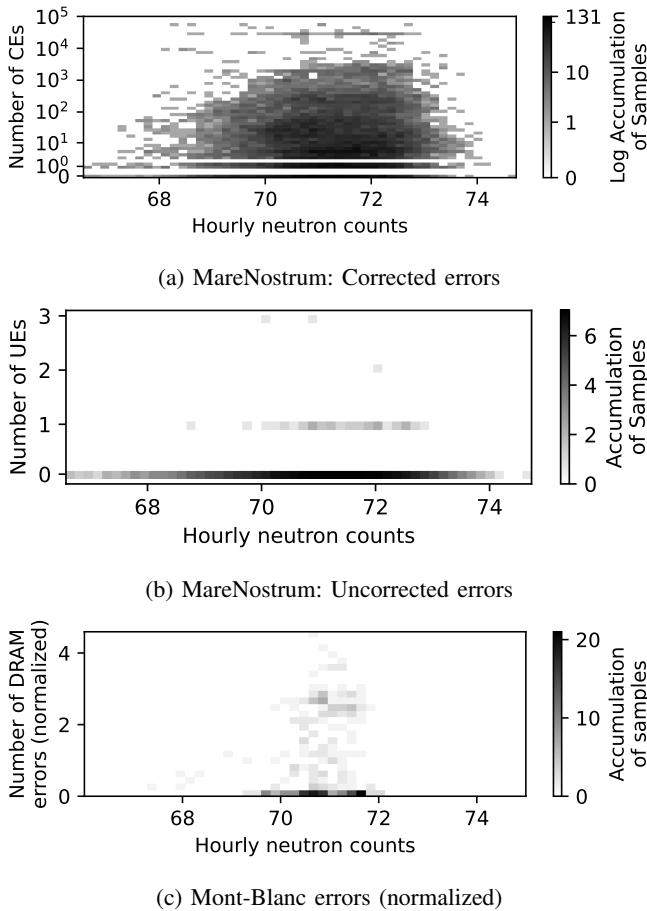 Number of CEs
10^5
10^4
10^3
10^2
10^1
10^0
0
68 70 72 74
Hourly neutron counts
131
10
1
0
Log Accumulation
of Samples
(a) MareNostrum: Corrected errors
Number of UEs
3
2
1
0
68 70 72 74
Hourly neutron counts
6
4
2
0
Accumulation
of Samples
(b) MareNostrum: Uncorrected errors
Number of DRAM
errors (normalized)
4
2
0
68 70 72 74
Hourly neutron counts
20
10
0
Accumulation
of samples
(c) Mont-Blanc errors (normalized)